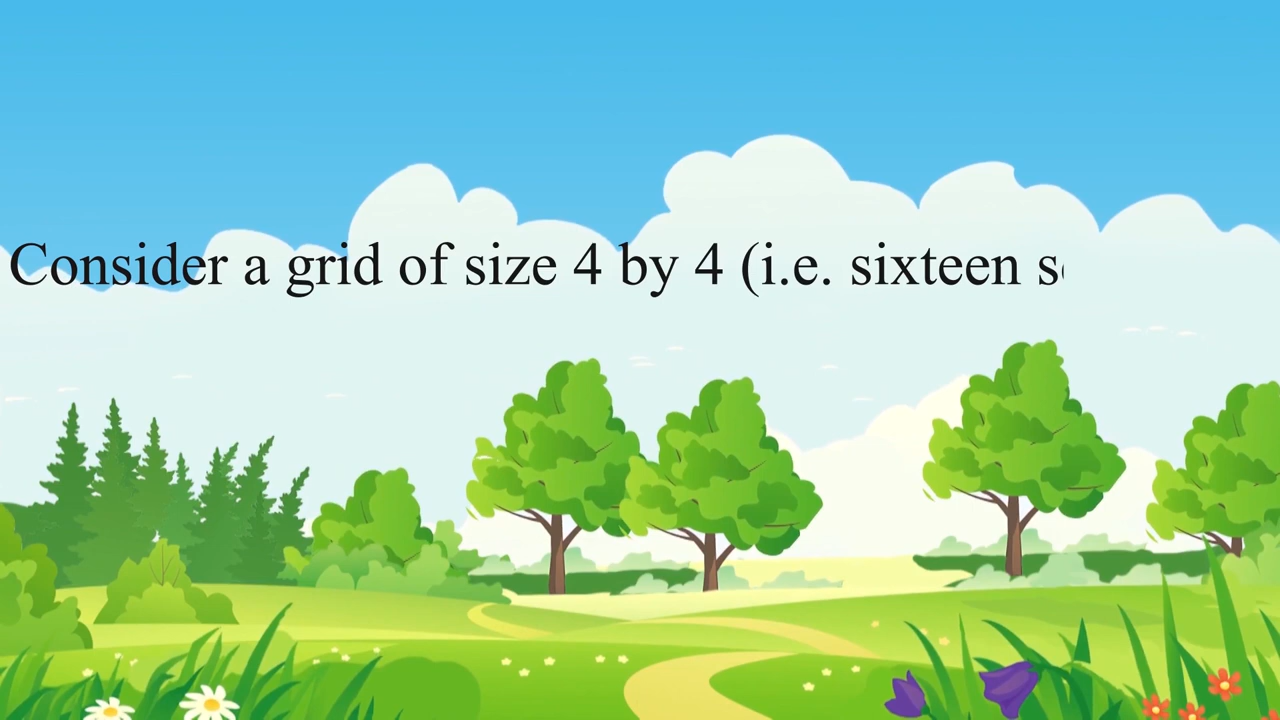 Consider a grid of size 4 by 4 (i.e. sixteen